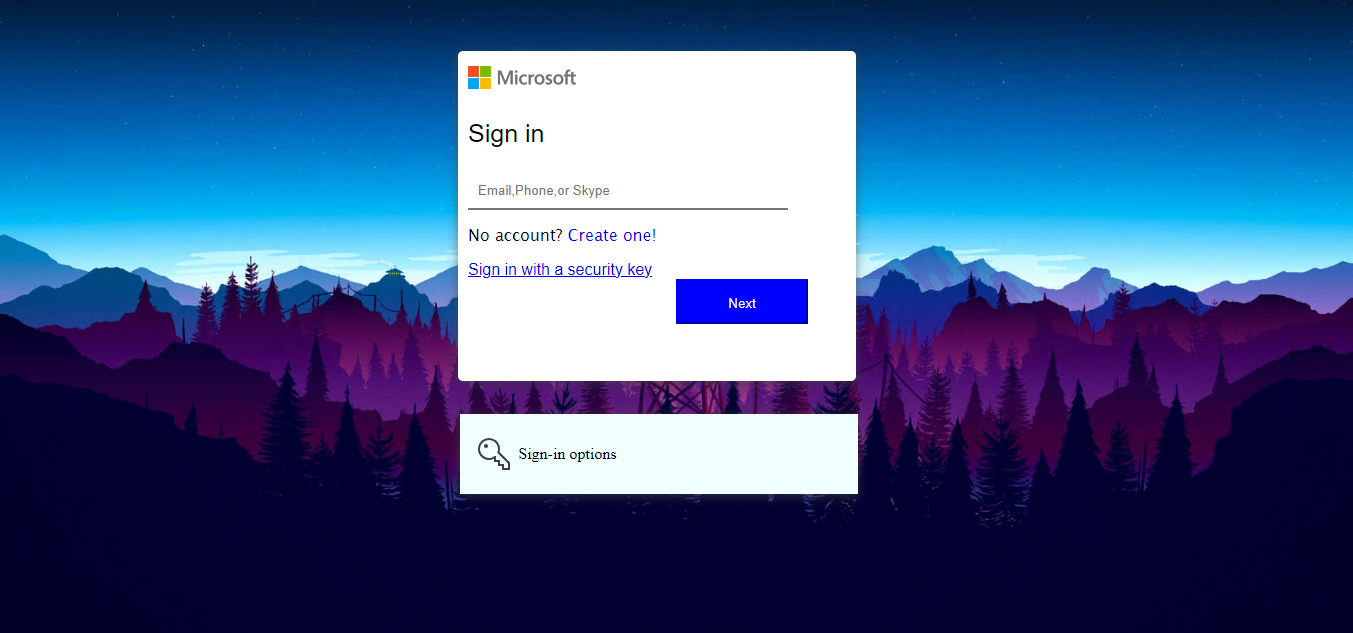 Microsoft
Sign in
Email,Phone,or Skype
No account? Create one!
Sign in with a security key
Next
Sign-in options